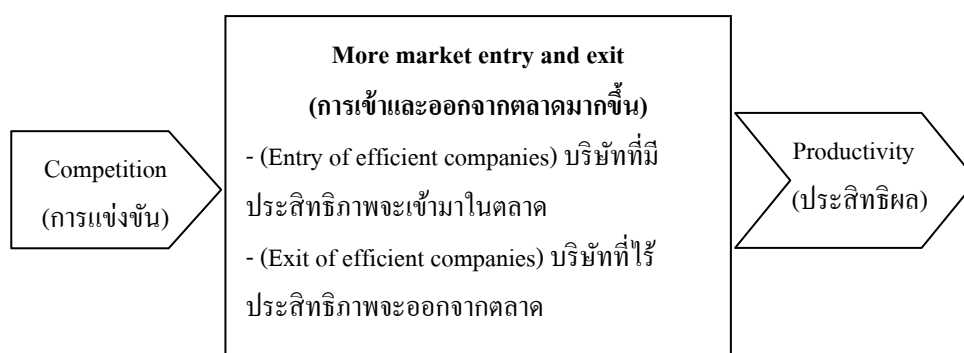 Competition
(การแข่งขัน)
More market entry and exit
(การเข้าและออกจากตลาดมากขึ้น)
- (Entry of efficient companies) บริษัทที่มี
ประสิทธิภาพจะเข้ามาในตลาด
- (Exit of efficient companies) บริษัทที่ไร้
ประสิทธิภาพจะออกจากตลาด
Productivity
(ประสิทธิผล)